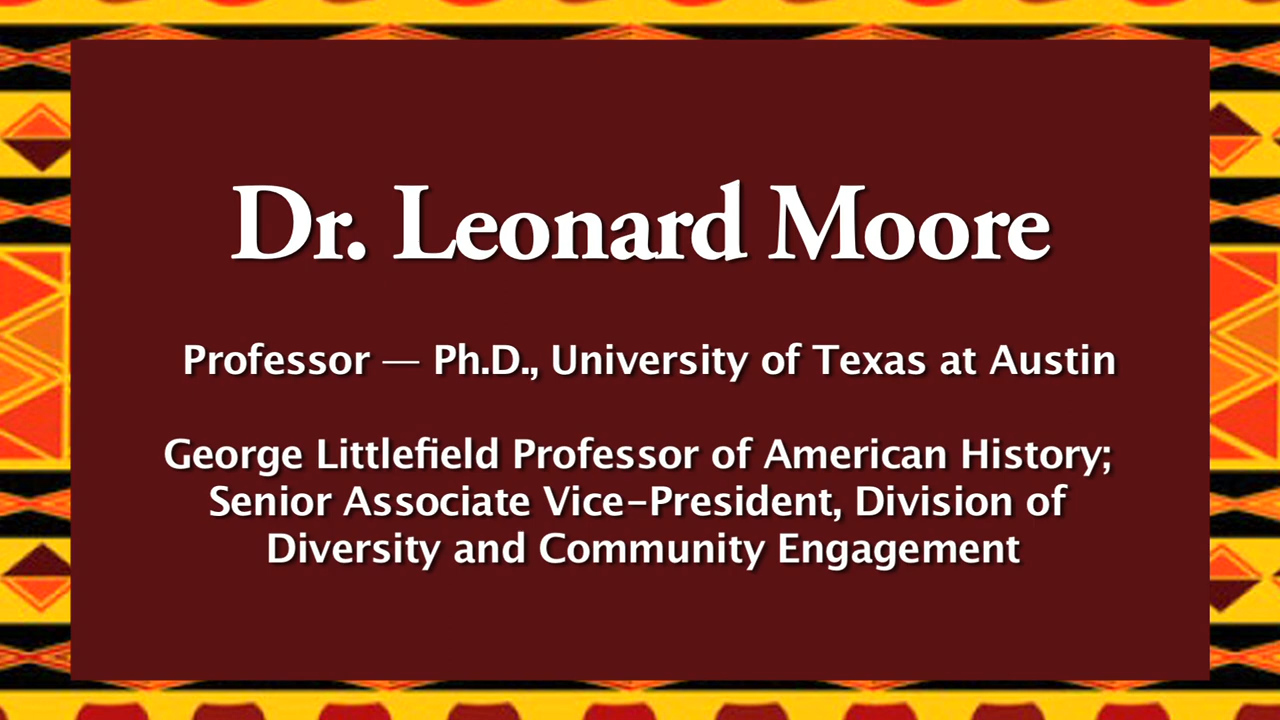 Dr. Leonard Moore
Professor — Ph.D., University of Texas at Austin
George Littlefield Professor of American History;
Senior Associate Vice-President, Division of
Diversity and Community Engagement